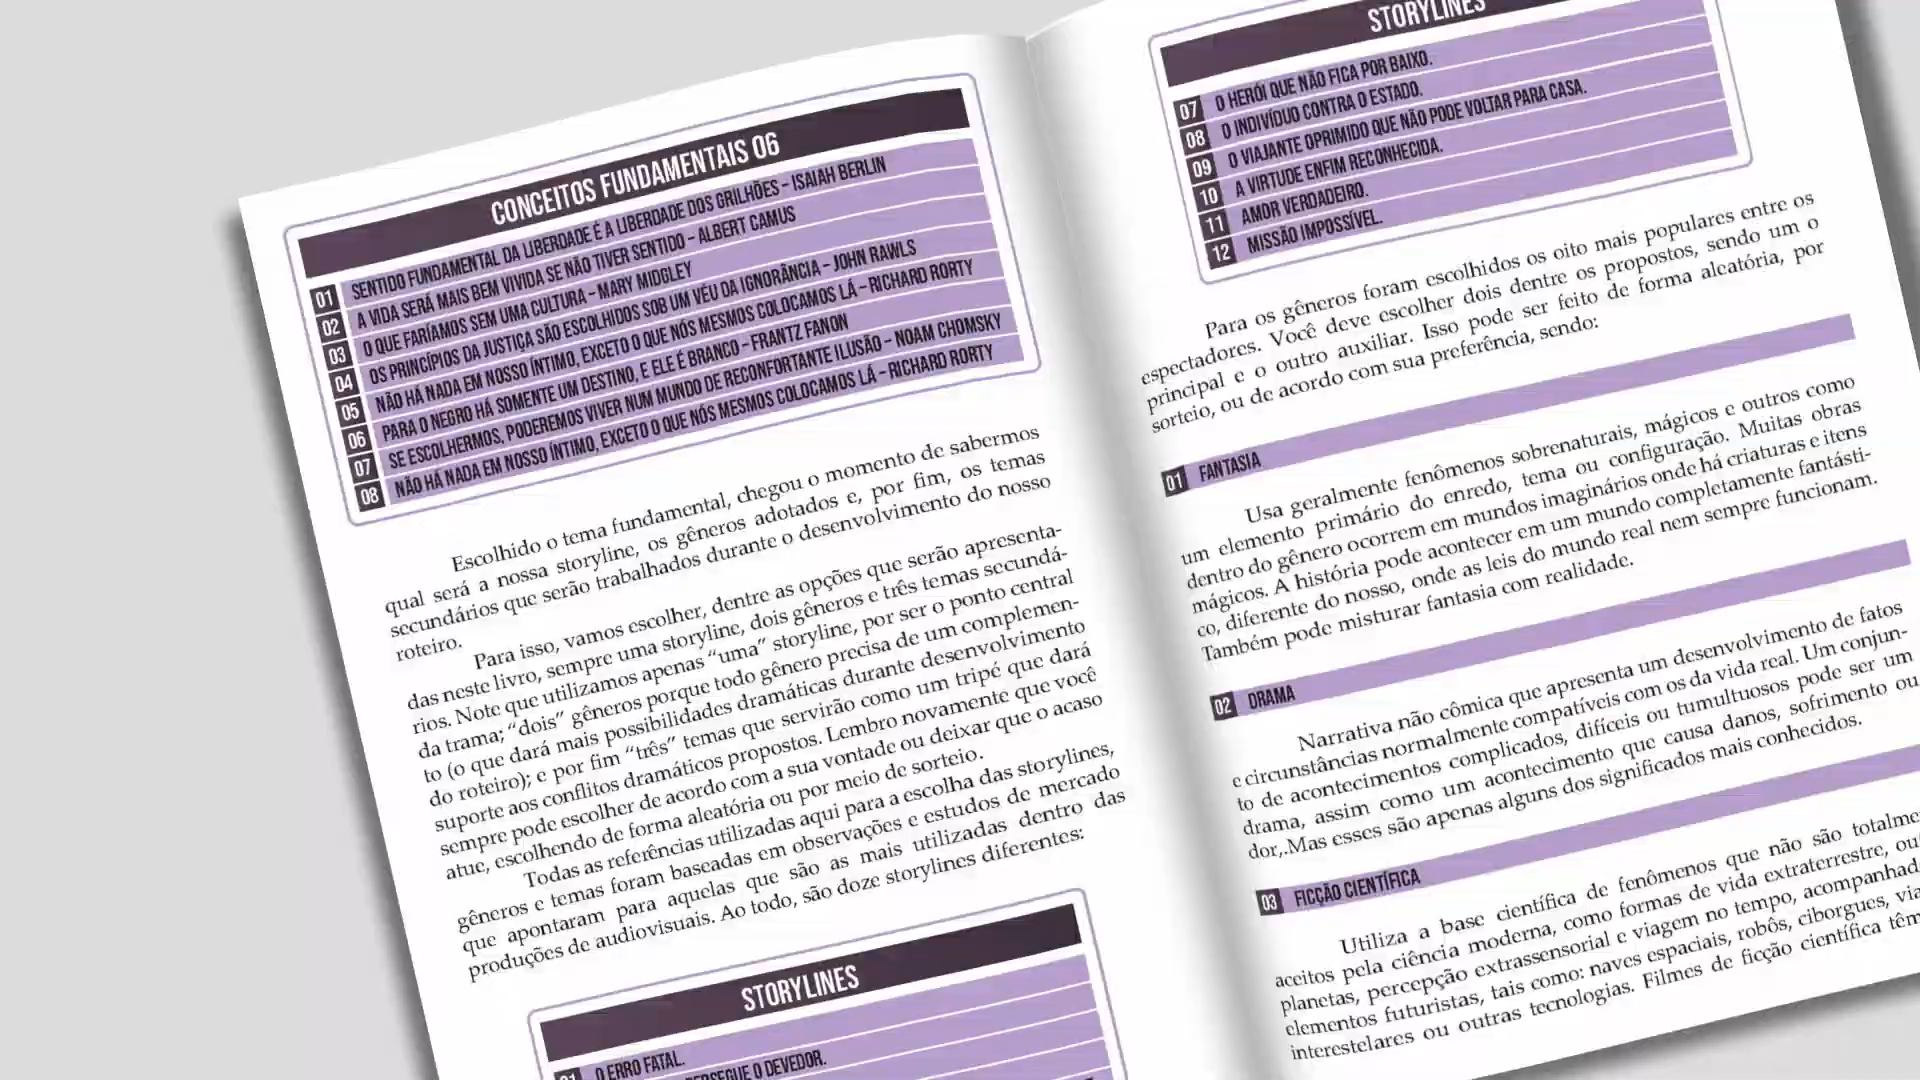 CONCEITOS FUNDAMENTAIS 06
01 SENTIDO FUNDAMENTAL DA LIBERDADE É A LIBERDADE DOS GRILHÕES – ISAIAH BERLIN
02 A VIDA SERÁ MAIS BEM VIVIDA SE NÃO TIVER SENTIDO – ALBERT CAMUS
03 O QUE FARÍAMOS SEM UMA CULTURA – MARY MIDGLEY
04 OS PRINCÍPIOS DA JUSTIÇA SÃO ESCOLHIDOS SOB UM VÉU DA IGNORÂNCIA – JOHN RAWLS
05 NÃO HÁ NADA EM NOSSO ÍNTIMO, EXCETO O QUE NÓS MESMOS COLOCAMOS LÁ – RICHARD RORTY
06 PARA O NEGRO HÁ SOMENTE UM DESTINO, E ELE É BRANCO – FRANTZ FANON
07 SE ESCOLHERMOS, PODEREMOS VIVER NUM MUNDO DE RECONFORTANTE ILUSÃO – NOAM CHOMSKY
08 NÃO HÁ NADA EM NOSSO ÍNTIMO, EXCETO O QUE NÓS MESMOS COLOCAMOS LÁ – RICHARD RORTY
Escolhido o tema fundamental, chegou o momento de sabermos
qual será a nossa storyline, os gêneros adotados e, por fim, os temas
secundários que serão trabalhados durante o desenvolvimento do nosso
roteiro.
Para isso, vamos escolher, dentre as opções que serão apresenta-
das neste livro, sempre uma storyline, dois gêneros e três temas secundá-
rios. Note que utilizamos apenas “uma” storyline, por ser o ponto central
da trama; “dois” gêneros porque todo gênero precisa de um complemen-
to (o que dará mais possibilidades dramáticas durante desenvolvimento
do roteiro); e por fim “três” temas que servirão como um tripé que dará
suporte aos conflitos dramáticos propostos. Lembro novamente que você
sempre pode escolher de acordo com a sua vontade ou deixar que o acaso
atue, escolhendo de forma aleatória ou por meio de sorteio.
Todas as referências utilizadas aqui para a escolha das storylines,
gêneros e temas foram baseadas em observações e estudos de mercado
que apontaram para aquelas que são as mais utilizadas dentro das
produções de audiovisuais. Ao todo, são doze storylines diferentes:
STORYLINES
01 O ERRO FATAL.
PERSEGUE O DEVEDOR.
STORYLINES
07 O HERÓI QUE NÃO FICA POR BAIXO.
08 O INDIVÍDUO CONTRA O ESTADO.
09 O VIAJANTE OPRIMIDO QUE NÃO PODE VOLTAR PARA CASA.
10 A VIRTUDE ENFIM RECONHECIDA.
11 AMOR VERDADEIRO.
12 MISSÃO IMPOSSÍVEL.
Para os gêneros foram escolhidos os oito mais populares entre os
espectadores. Você deve escolher dois dentre os propostos, sendo um o
principal e o outro auxiliar. Isso pode ser feito de forma aleatória, por
sorteio, ou de acordo com sua preferência, sendo:
01 FANTASIA
Usa geralmente fenômenos sobrenaturais, mágicos e outros como
um elemento primário do enredo, tema ou configuração. Muitas obras
dentro do gênero ocorrem em mundos imaginários onde há criaturas e itens
mágicos. A história pode acontecer em um mundo completamente fantásti-
co, diferente do nosso, onde as leis do mundo real nem sempre funcionam.
Também pode misturar fantasia com realidade.
02 DRAMA
Narrativa não cômica que apresenta um desenvolvimento de fatos
e circunstâncias normalmente compatíveis com os da vida real. Um conjun-
to de acontecimentos complicados, difíceis ou tumultuosos pode ser um
drama, assim como um acontecimento que causa danos, sofrimento ou
dor,.Mas esses são apenas alguns dos significados mais conhecidos.
03 FICÇÃO CIENTÍFICA
Utiliza a base científica de fenômenos que não são totalme
aceitos pela ciência moderna, como formas de vida extraterrestre, ou
planetas, percepção extrassensorial e viagem no tempo, acompanhad
elementos futuristas, tais como: naves espaciais, robôs, ciborgues, via
interestelares ou outras tecnologias. Filmes de ficção científica têm